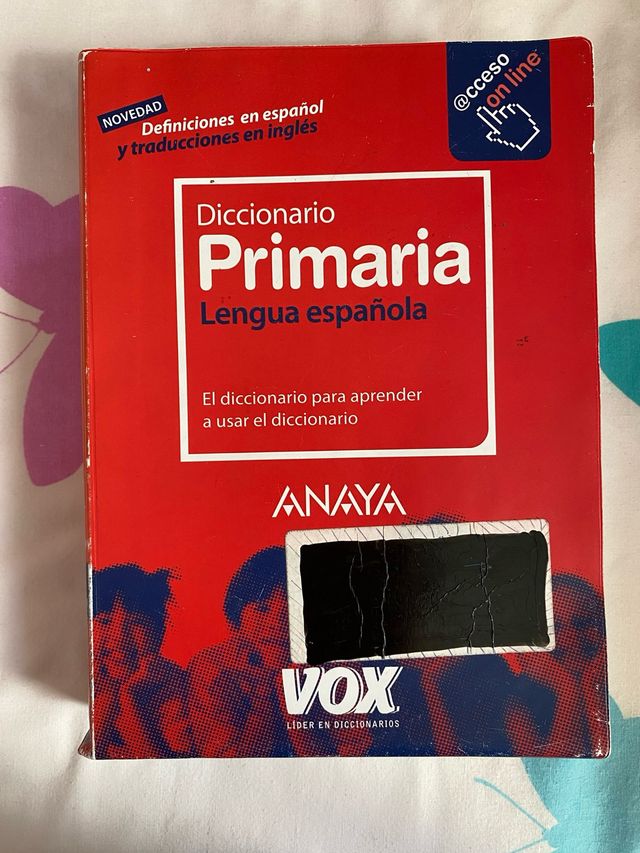 NOVEDAD
Definiciones en español
y traducciones en inglés
@cceso
on line
Diccionario
Primaria
Lengua española
El diccionario para aprender
a usar el diccionario
ANAYA
VOX
LÍDER EN DICCIONARIOS